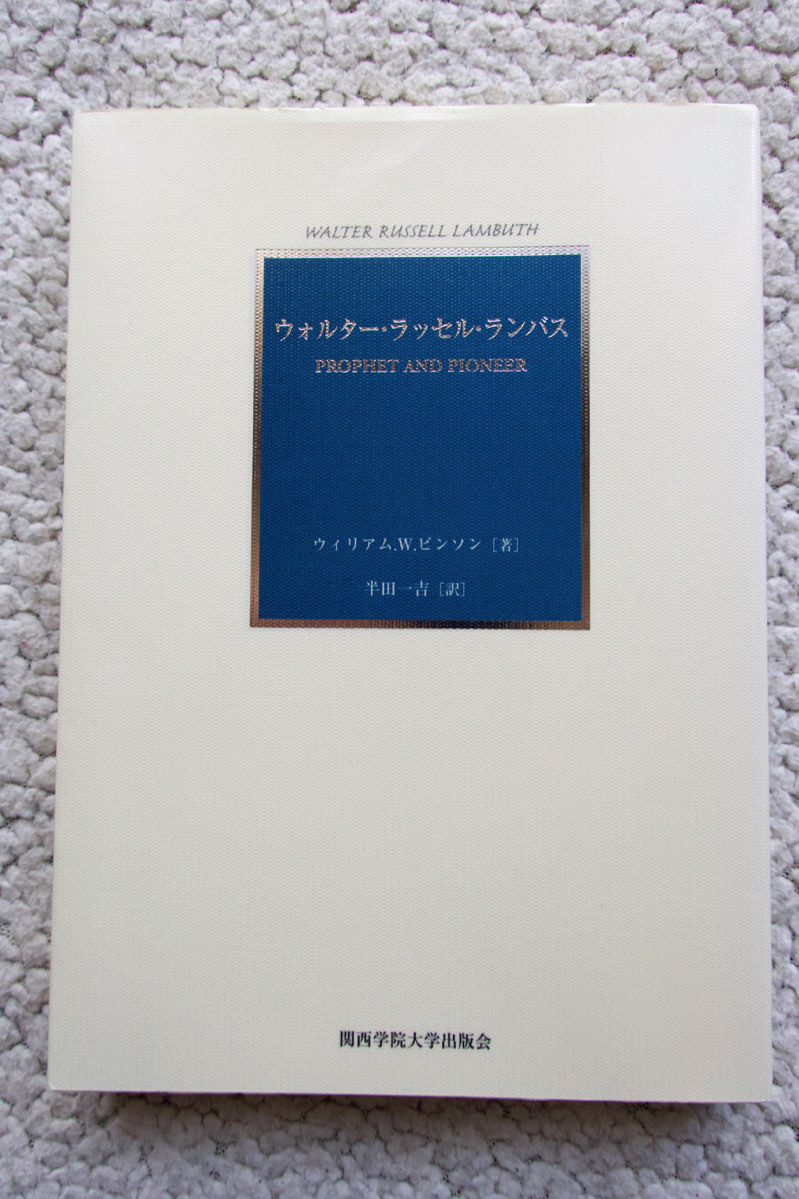 WALTER RUSSELL LAMBUTH
ウォルター・ラッセル・ランバス
PROPHET AND PIONEER
ウィリアム.W.ピンソン［著］
半田一吉［訳］
関西学院大学出版会